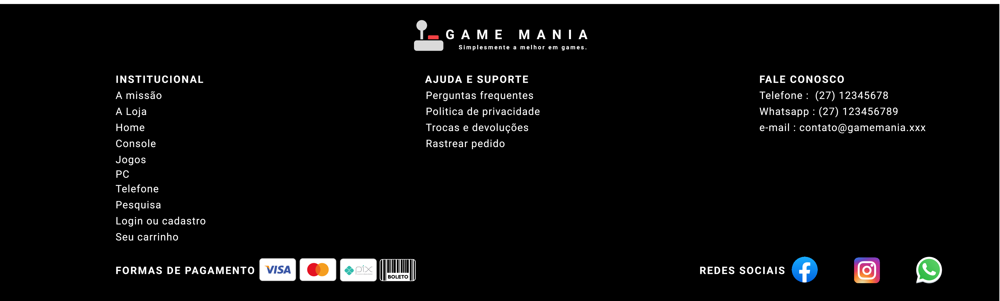 GAME MANIA
Simplesmente a melhor em games.
INSTITUCIONAL
A missão
A Loja
Home
Console
Jogos
PC
Telefone
Pesquisa
Login ou cadastro
Seu carrinho
AJUDA E SUPORTE
Perguntas frequentes
Politica de privacidade
Trocas e devoluções
Rastrear pedido
FALE CONOSCO
Telefone : (27) 12345678
Whatsapp : (27) 123456789
e-mail : contato@gamemania.xxx
FORMAS DE PAGAMENTO
VISA
pix
BOLETO
REDES SOCIAIS